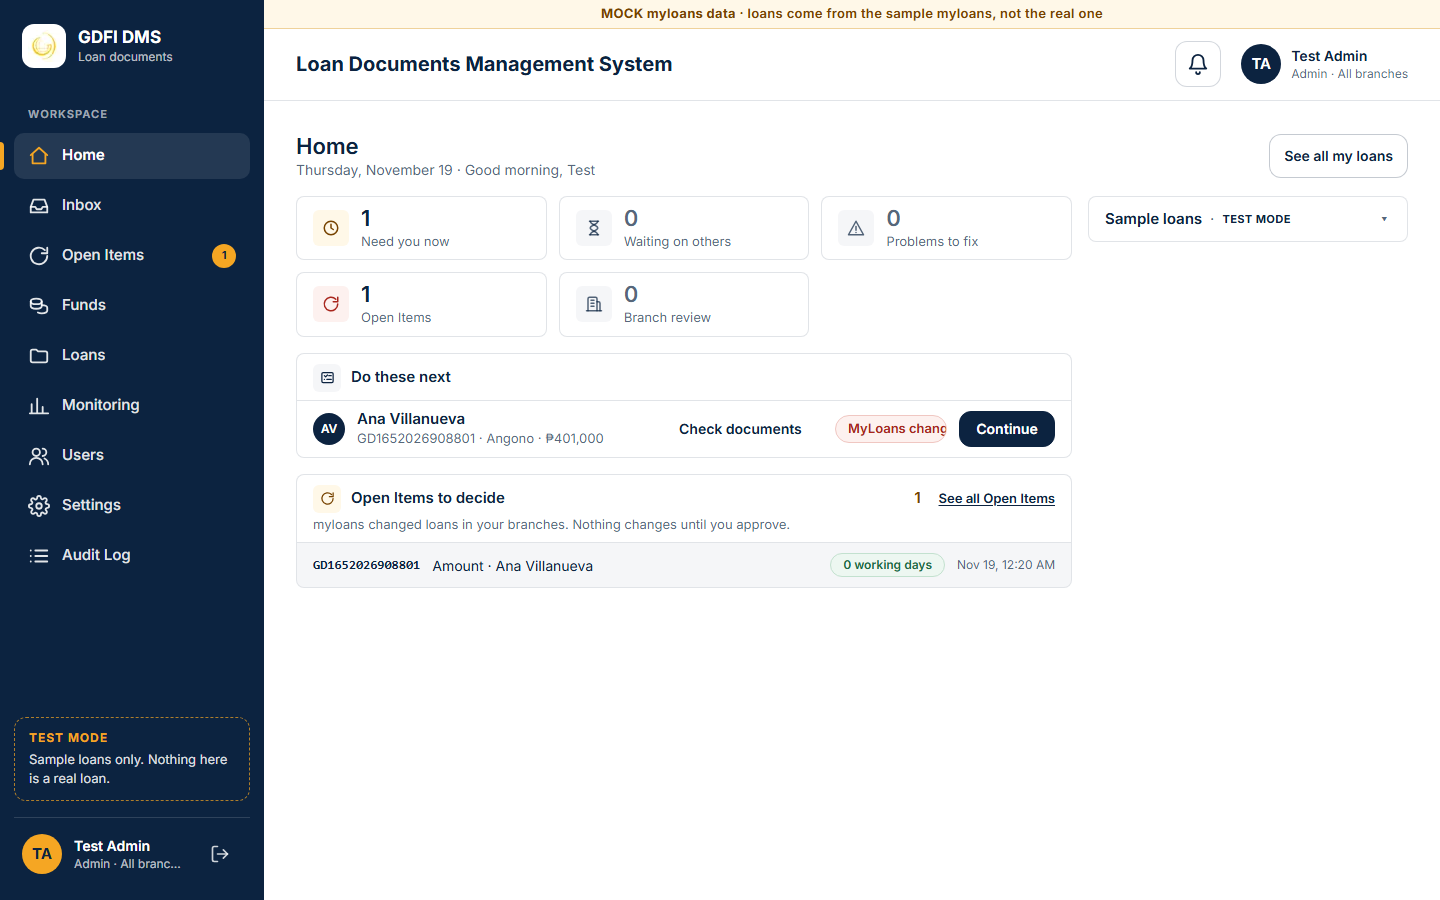 GDFI DMS
Loan documents
WORKSPACE
Home
Inbox
Open Items
1
Funds
Loans
Monitoring
Users
Settings
Audit Log
TEST MODE
Sample loans only. Nothing here
is a real loan.
TA
Test Admin
Admin · All branc...
MOCK myloans data · loans come from the sample myloans, not the real one
Loan Documents Management System
TA
Test Admin
Admin · All branches
Home
Thursday, November 19 · Good morning, Test
See all my loans
1
Need you now
0
Waiting on others
0
Problems to fix
1
Open Items
0
Branch review
Sample loans · TEST MODE
Do these next
AV
Ana Villanueva
GD1652026908801 · Angono · ₱401,000
Check documents
MyLoans chang
Continue
Open Items to decide
1
See all Open Items
myloans changed loans in your branches. Nothing changes until you approve.
GD1652026908801
Amount · Ana Villanueva
0 working days
Nov 19, 12:20 AM